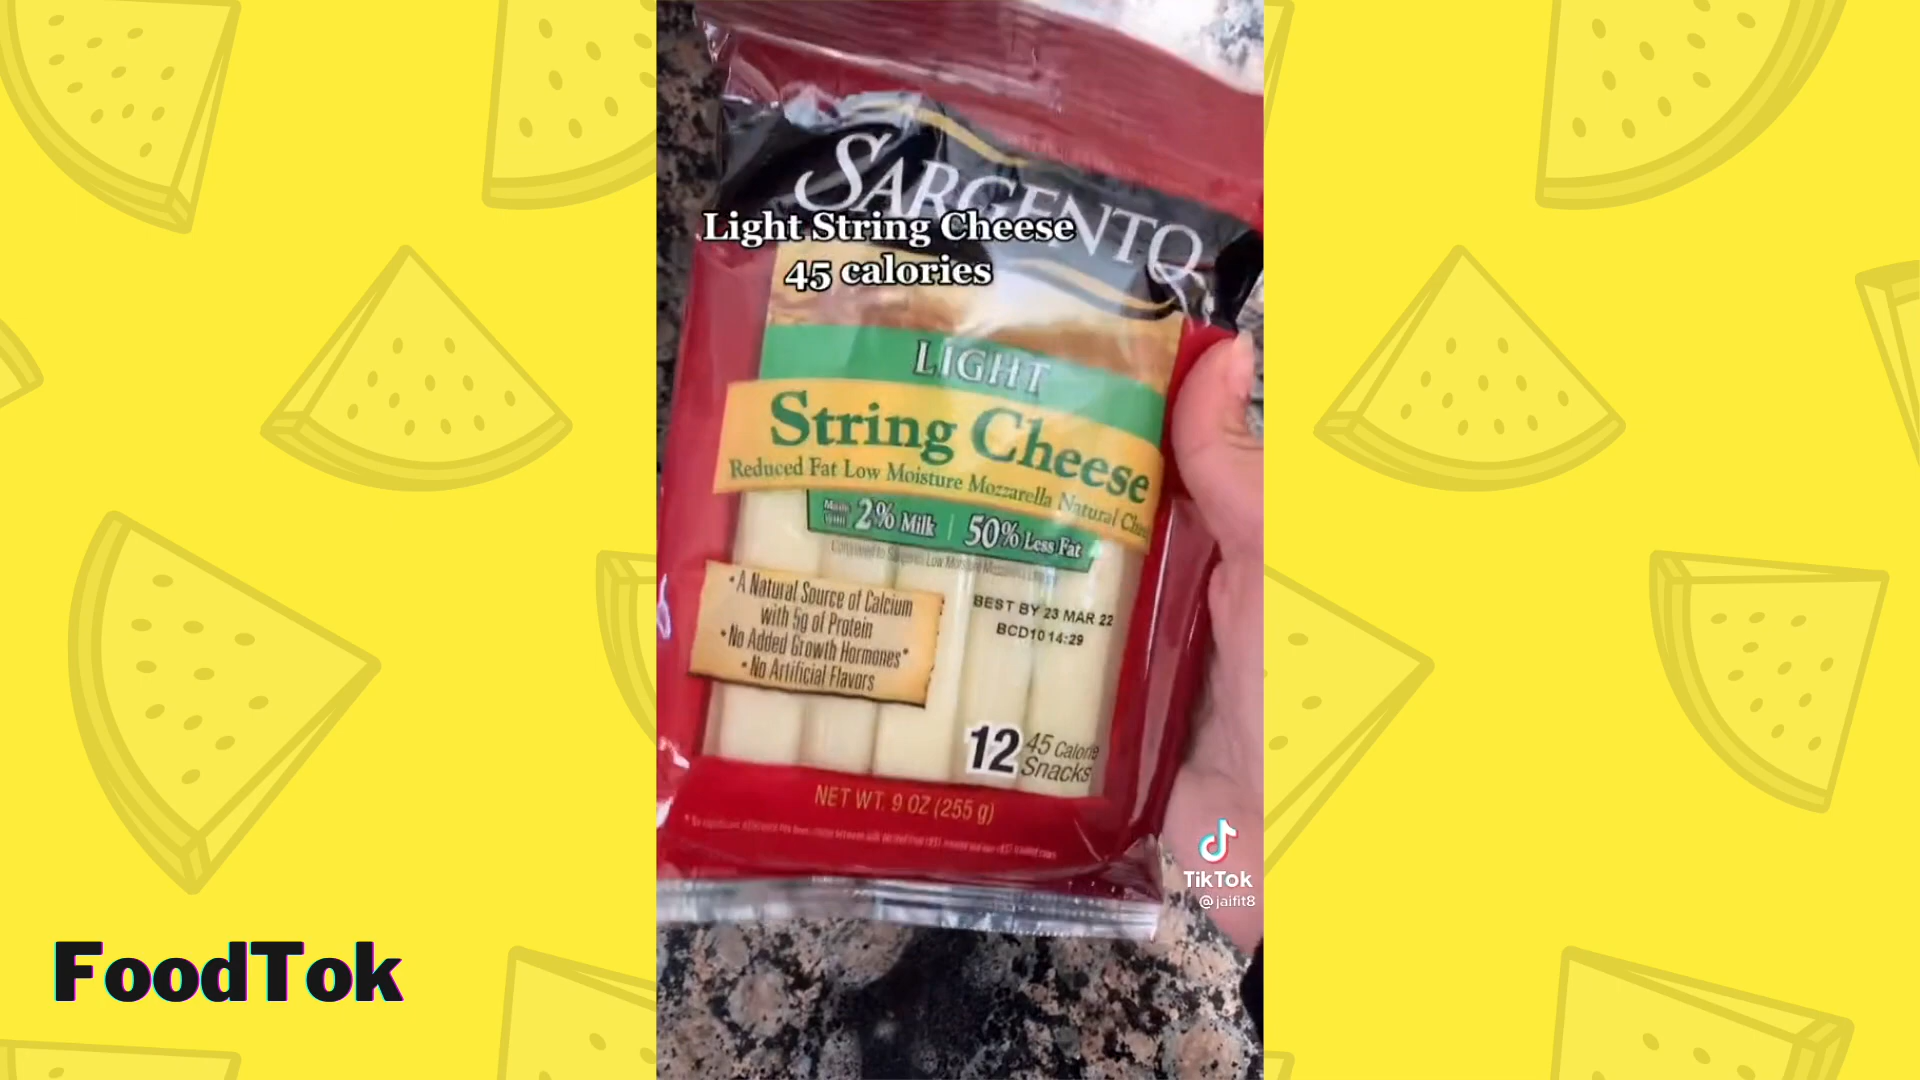 SARGENTO
Light String Cheese
45 calories
LIGHT
String Cheese
Reduced Fat Low Moisture Mozzarella Natural
Made with 2% Milk | 50% Less Fat
• A Natural Source of Calcium
with 5g of Protein
• No Added Growth Hormones*
• No Artificial Flavors
BEST BY 23 MAR 22
BCD10 14:29
12 45 Calorie
Snacks
NET WT. 9 OZ (255 g)
TikTok
@jaifit8
FoodTok